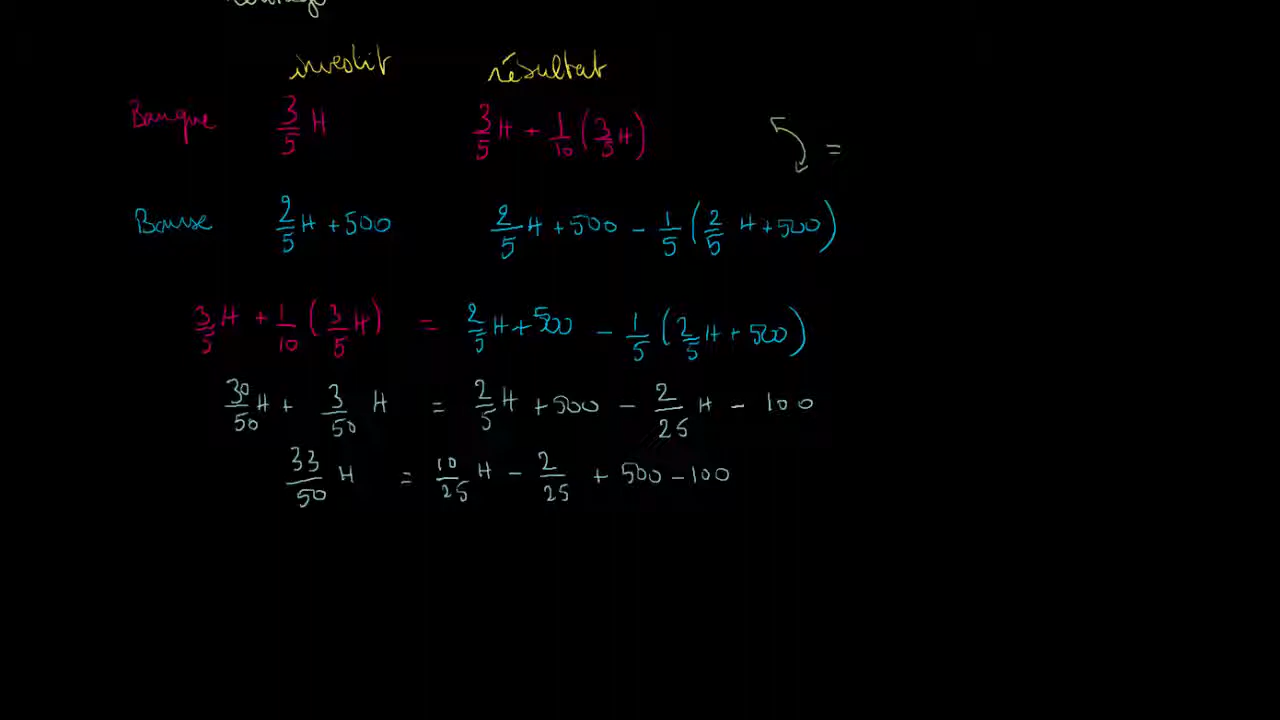 investit résultat
Banque 3/5 H 3/5 H + 1/10 (3/5 H)
=
Bourse 2/5 H + 500 2/5 H + 500 - 1/5 (2/5 H + 500)
3/5 H + 1/10 (3/5 H) = 2/5 H + 500 - 1/5 (2/5 H + 500)
30/50 H + 3/50 H = 2/5 H + 500 - 2/25 H - 100
33/50 H = 10/25 H - 2/25 + 500 - 100